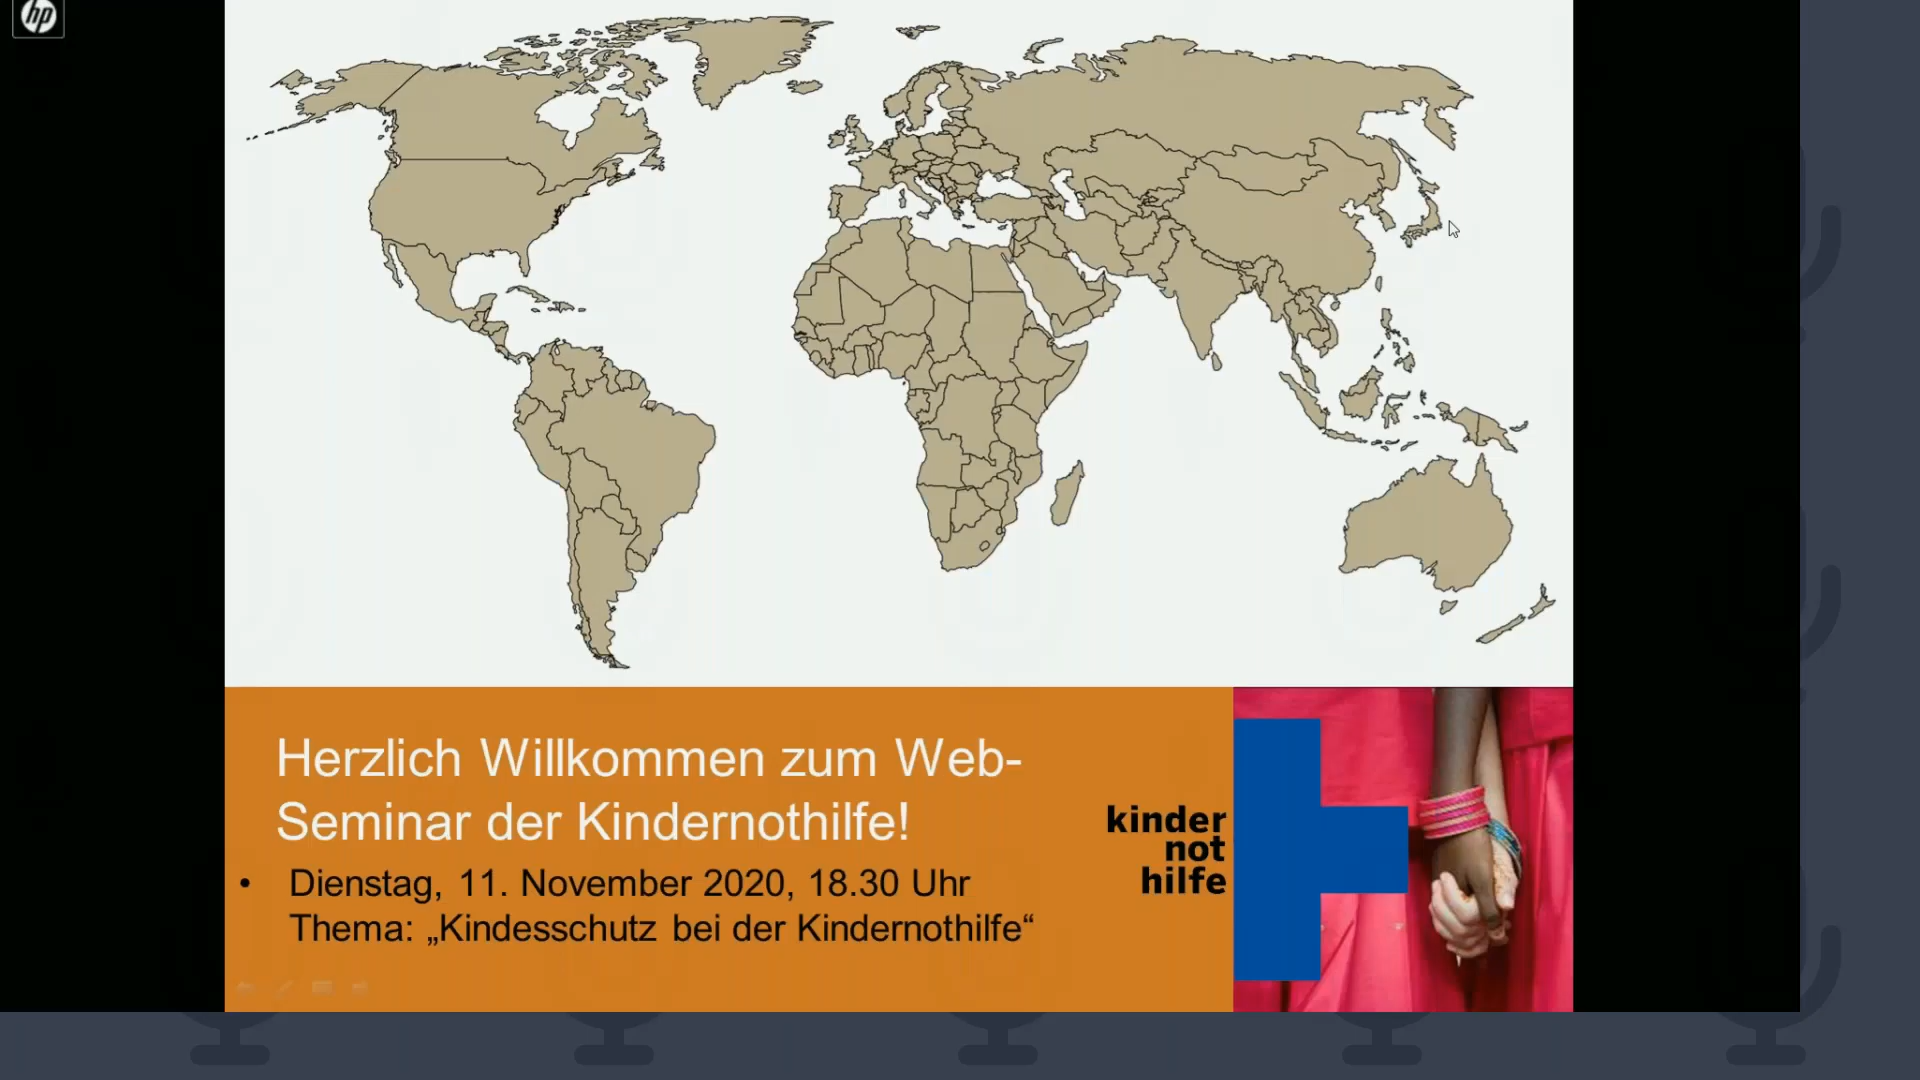 hp
Herzlich Willkommen zum Web-
Seminar der Kindernothilfe!
• Dienstag, 11. November 2020, 18.30 Uhr
Thema: „Kindesschutz bei der Kindernothilfe“
kinder
not
hilfe